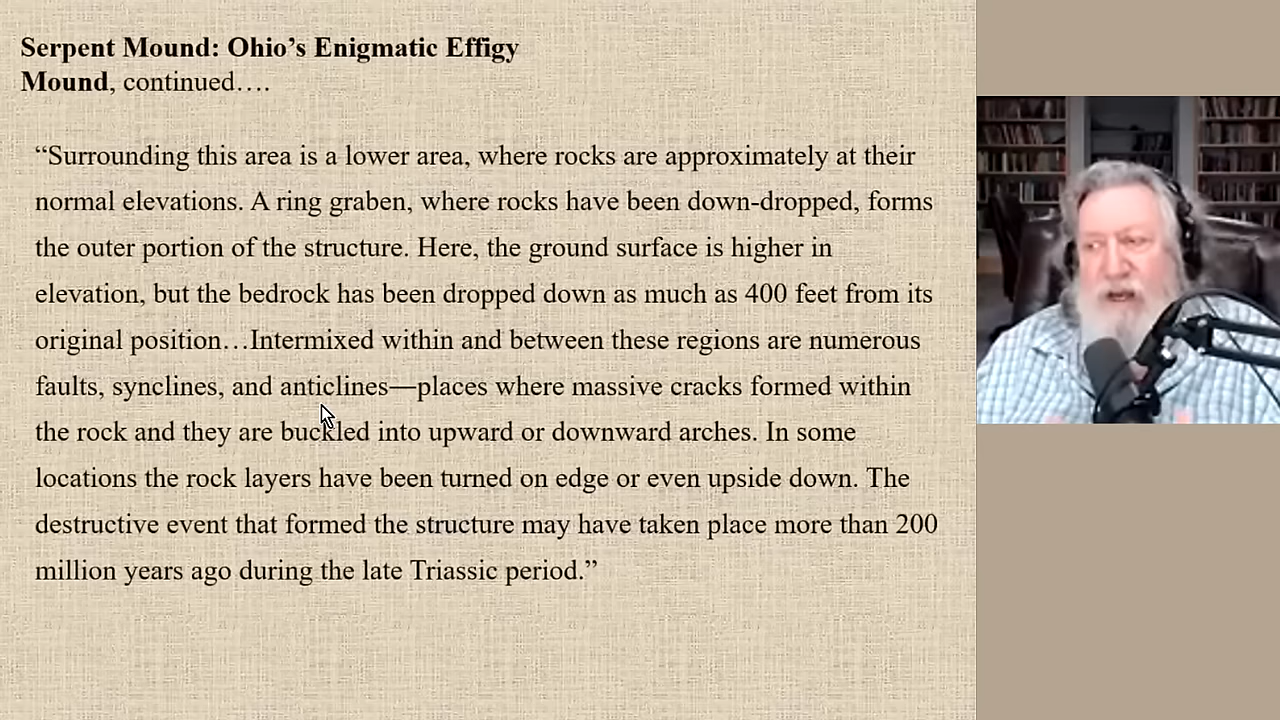 Serpent Mound: Ohio’s Enigmatic Effigy
Mound, continued….
“Surrounding this area is a lower area, where rocks are approximately at their
normal elevations. A ring graben, where rocks have been down-dropped, forms
the outer portion of the structure. Here, the ground surface is higher in
elevation, but the bedrock has been dropped down as much as 400 feet from its
original position…Intermixed within and between these regions are numerous
faults, synclines, and anticlines—places where massive cracks formed within
the rock and they are buckled into upward or downward arches. In some
locations the rock layers have been turned on edge or even upside down. The
destructive event that formed the structure may have taken place more than 200
million years ago during the late Triassic period.”